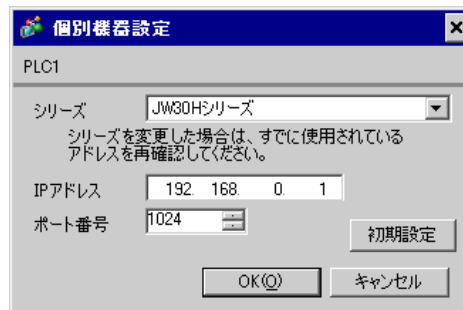 個別機器設定
PLC1
シリーズ JW30Hシリーズ
シリーズを変更した場合は、すでに使用されている
アドレスを再確認してください。
IPアドレス 192. 168. 0. 1
ポート番号 1024
初期設定
OK(O) キャンセル